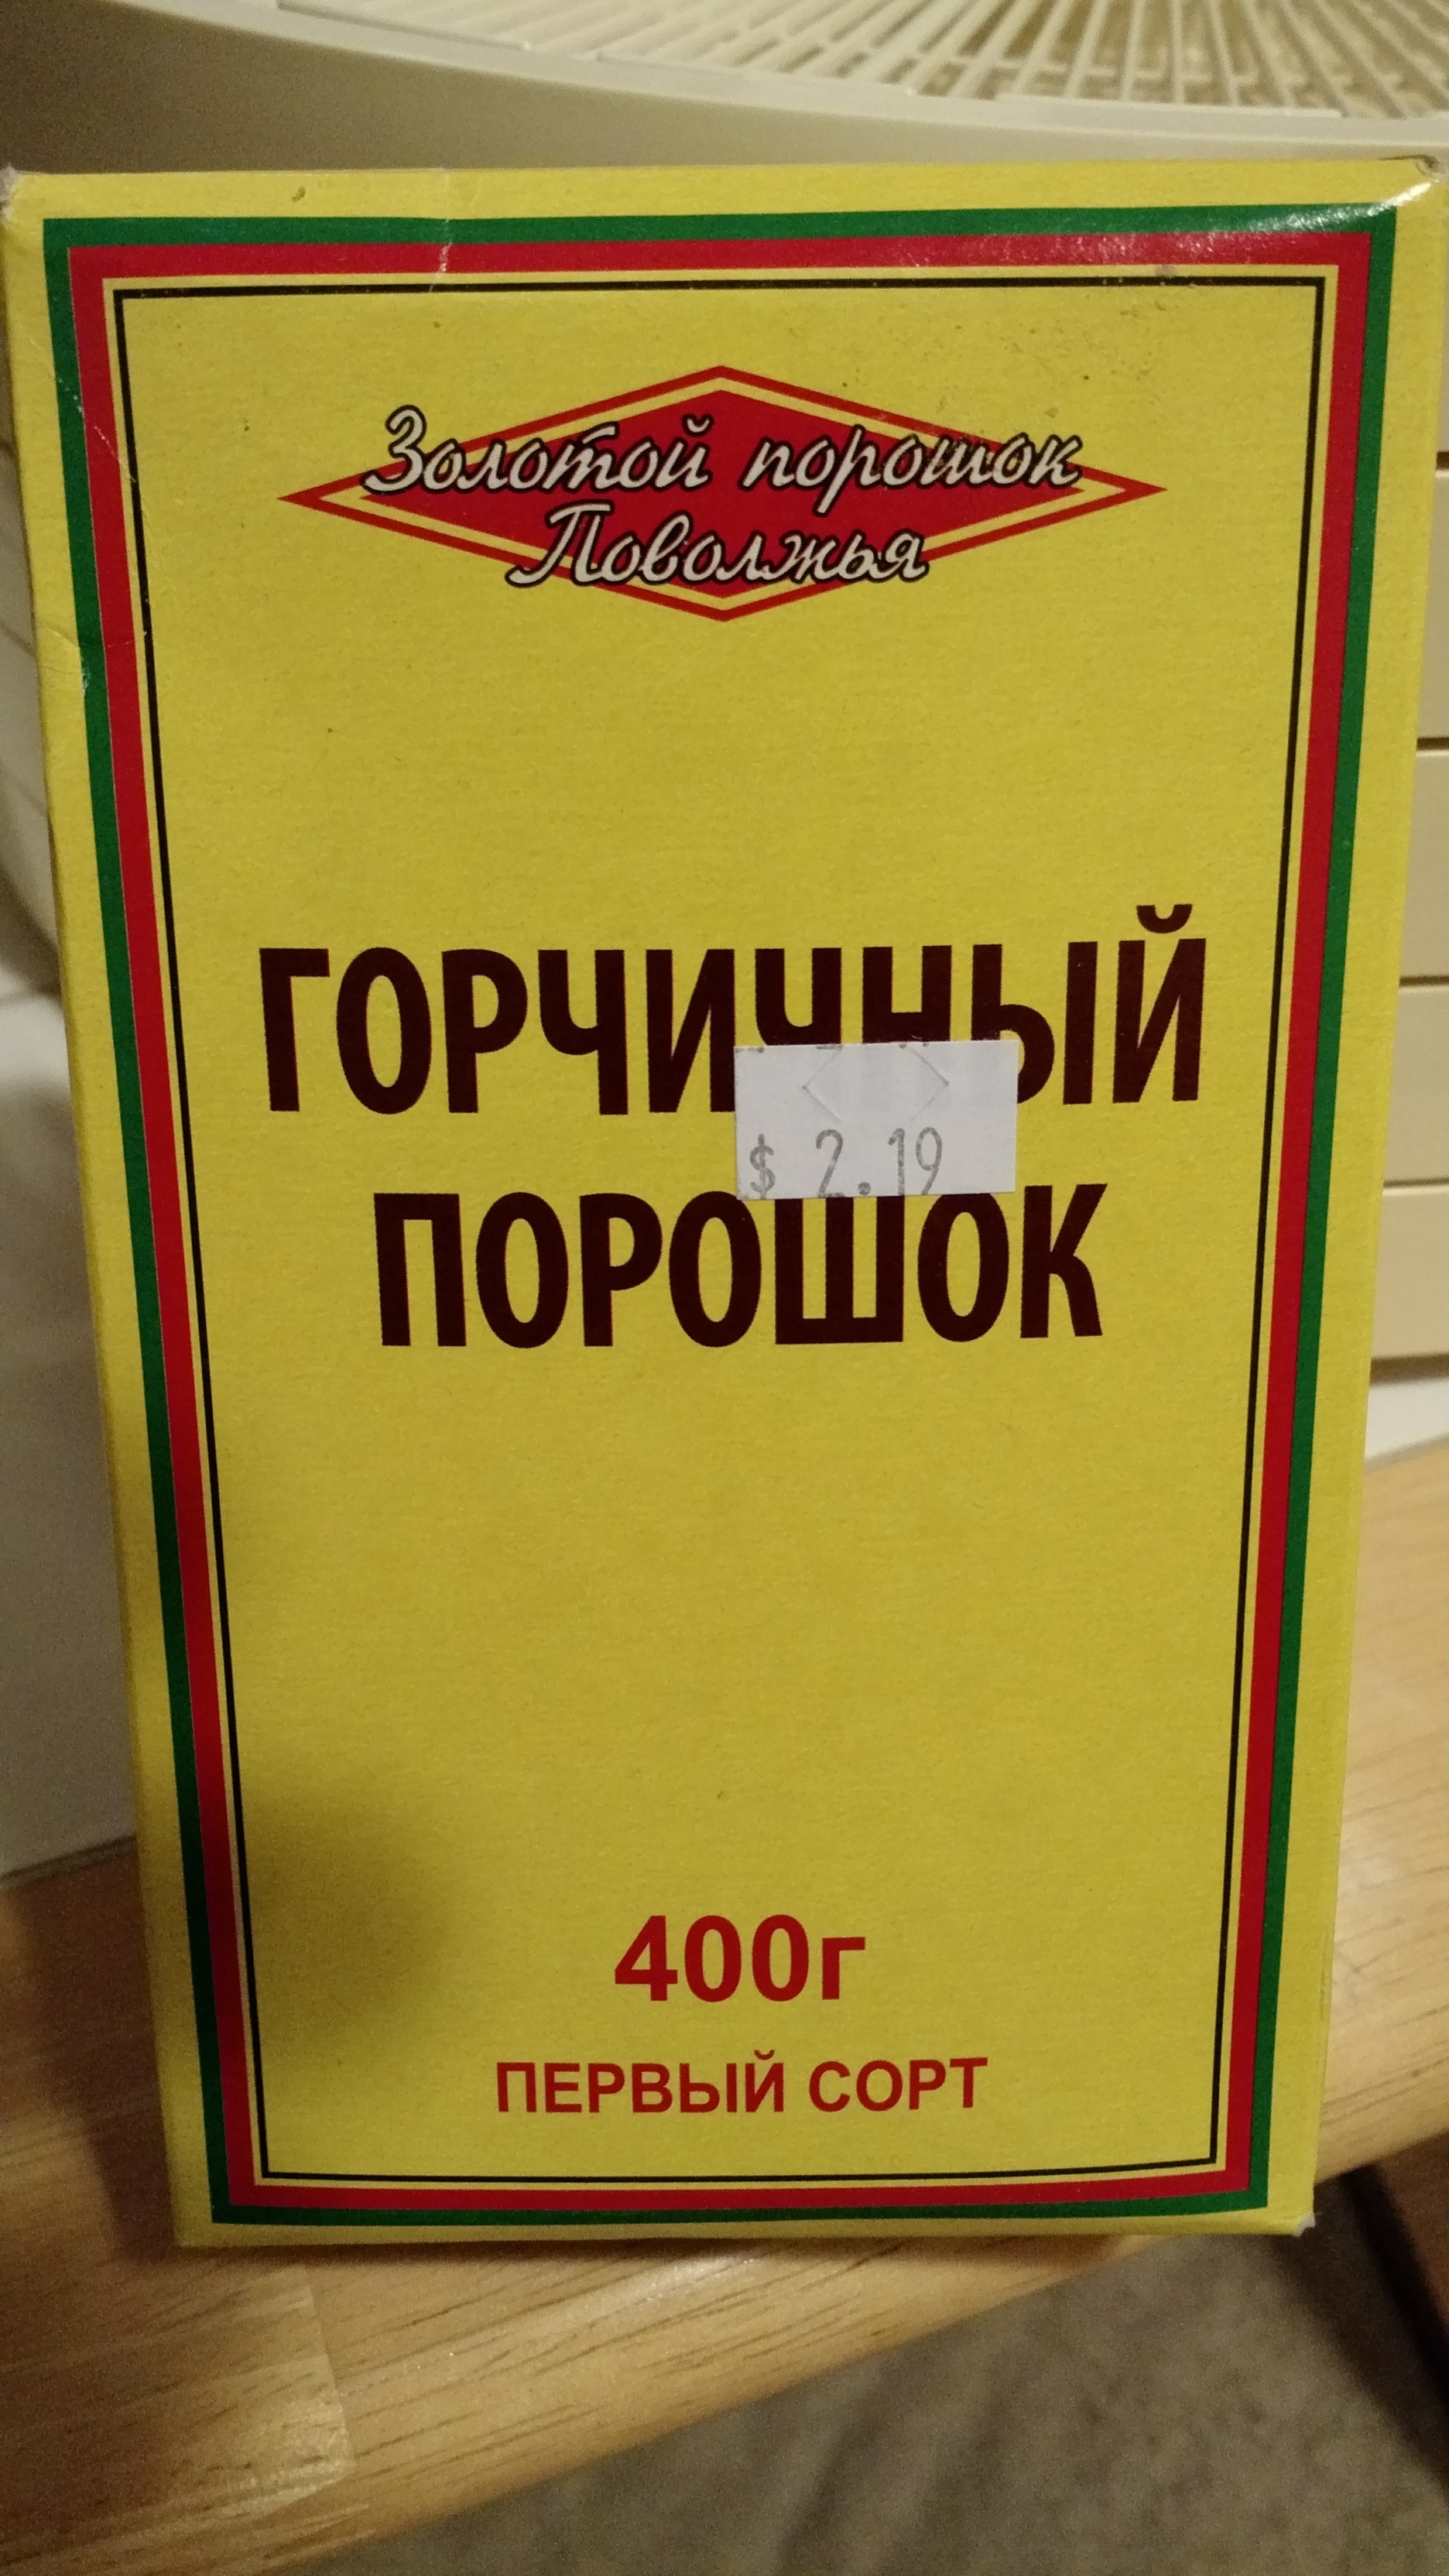 Золотой порошок
Поволжья
ГОРЧИЧНЫЙ
$ 2.19
ПОРОШОК
400г
ПЕРВЫЙ СОРТ